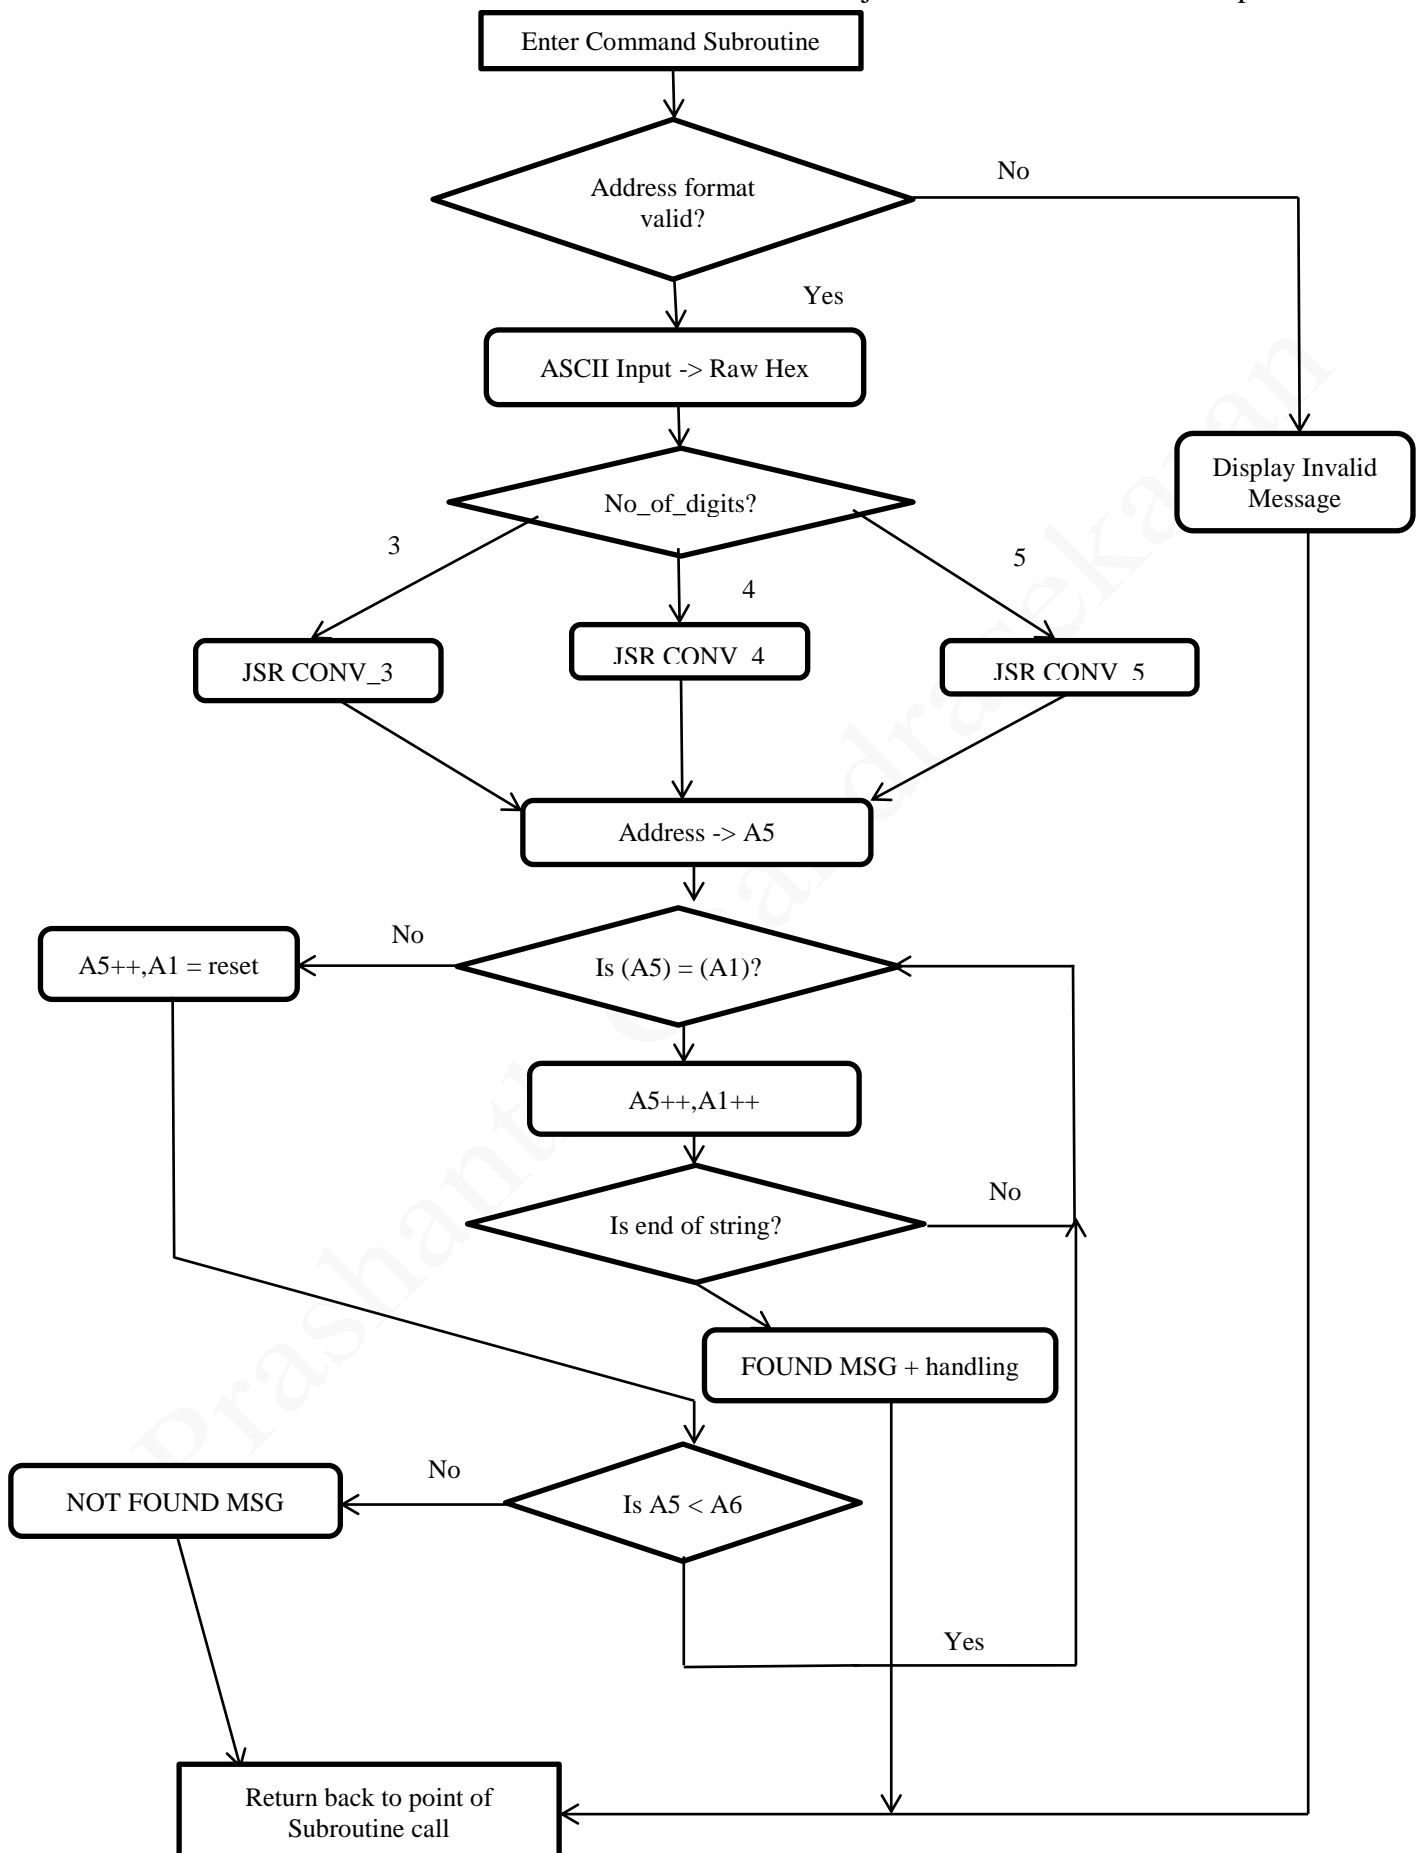 Enter Command Subroutine
Address format
valid?
No
Yes
ASCII Input -> Raw Hex
Display Invalid
Message
No_of_digits?
3
4
5
JSR CONV_3
JSR CONV_4
JSR CONV_5
Address -> A5
No
A5++,A1 = reset
Is (A5) = (A1)?
A5++,A1++
No
Is end of string?
FOUND MSG + handling
No
NOT FOUND MSG
Is A5 < A6
Yes
Return back to point of
Subroutine call